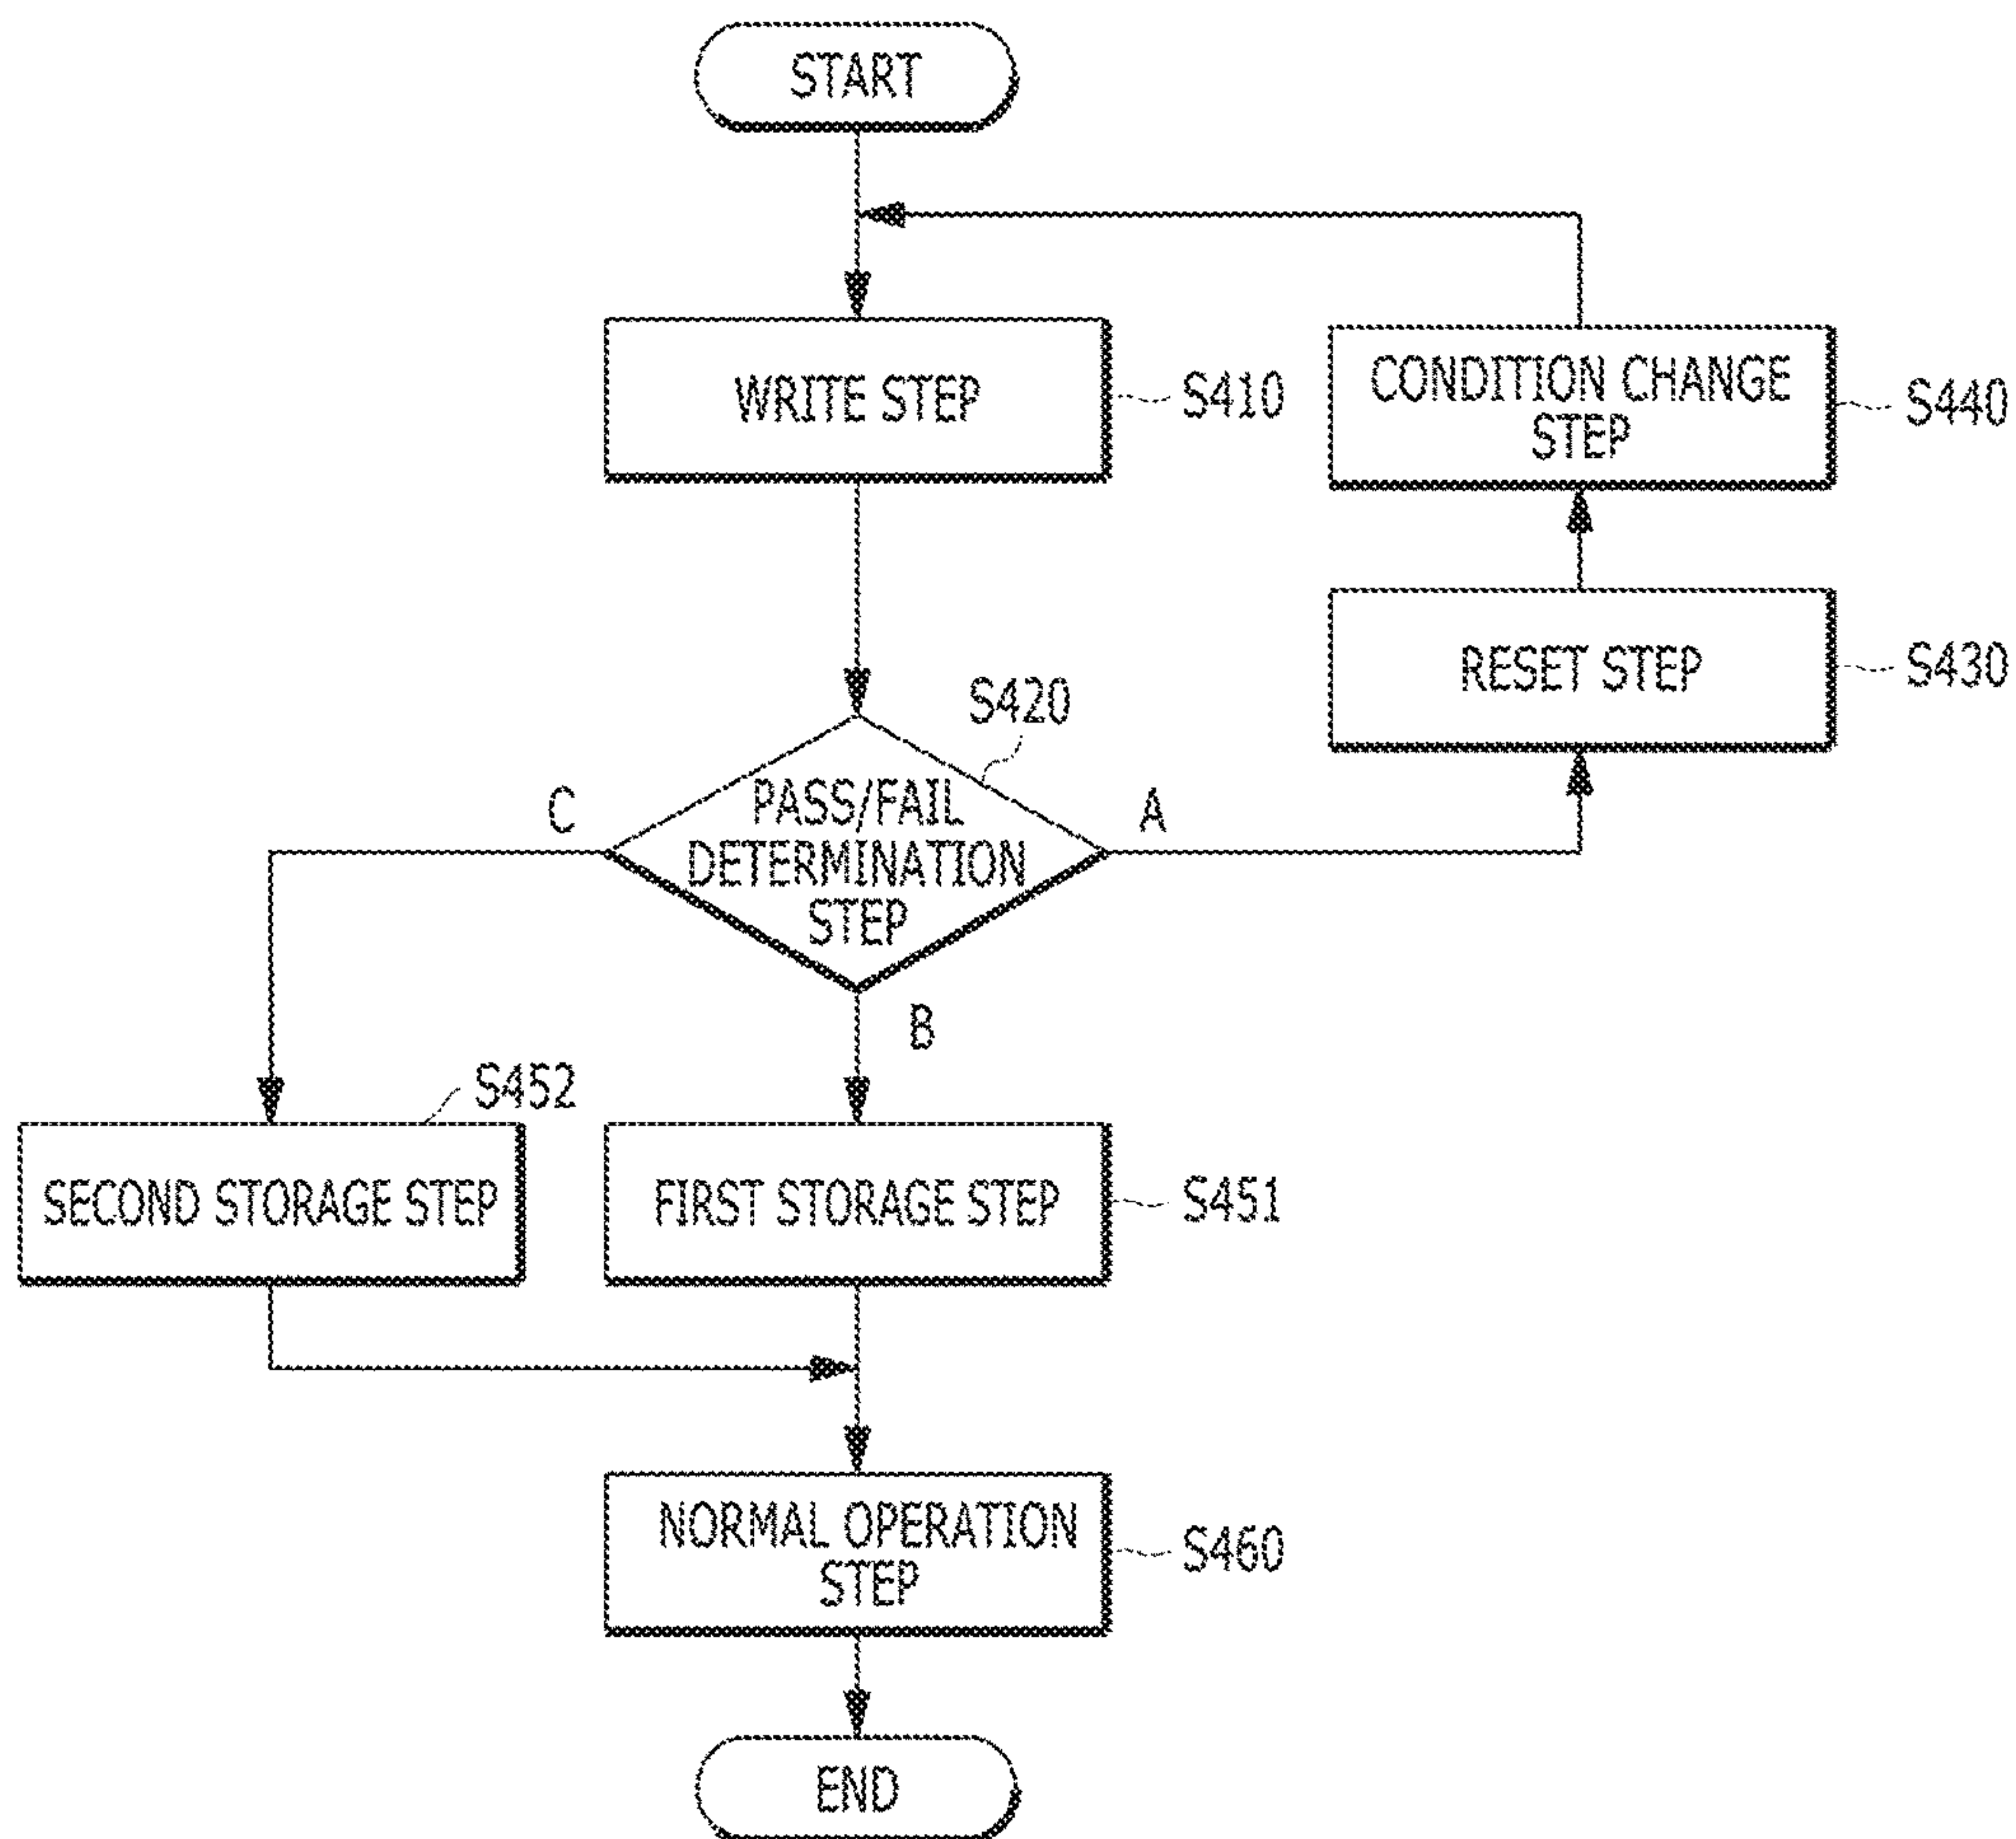 START
WRITE STEP
S410
CONDITION CHANGE
STEP
S440
RESET STEP
S430
S420
PASS/FAIL
DETERMINATION
STEP
C
A
B
S452
SECOND STORAGE STEP
FIRST STORAGE STEP
S451
NORMAL OPERATION
STEP
S460
END